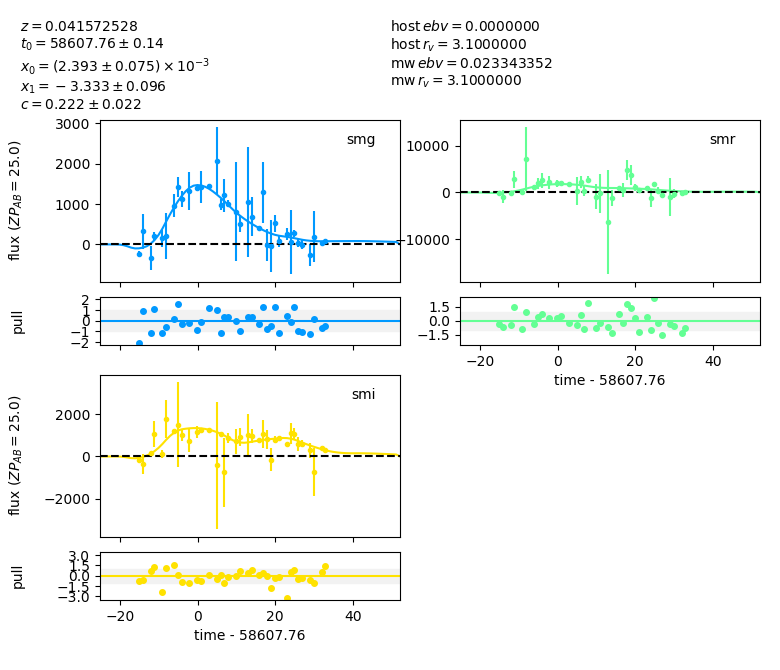 z = 0.041572528
t₀ = 58607.76 ± 0.14
x₀ = (2.393 ± 0.075) × 10⁻³
x₁ = −3.333 ± 0.096
c = 0.222 ± 0.022
host ebv = 0.0000000
host r_v = 3.1000000
mw ebv = 0.023343352
mw r_v = 3.1000000
smg
3000
2000
1000
0
flux (ZP_AB = 25.0)
smr
10000
0
−10000
2
1
0
−1
−2
pull
1.5
0.0
−1.5
−20
0
20
40
time - 58607.76
smi
2000
0
−2000
flux (ZP_AB = 25.0)
3.0
1.5
0.0
−1.5
−3.0
pull
−20
0
20
40
time - 58607.76